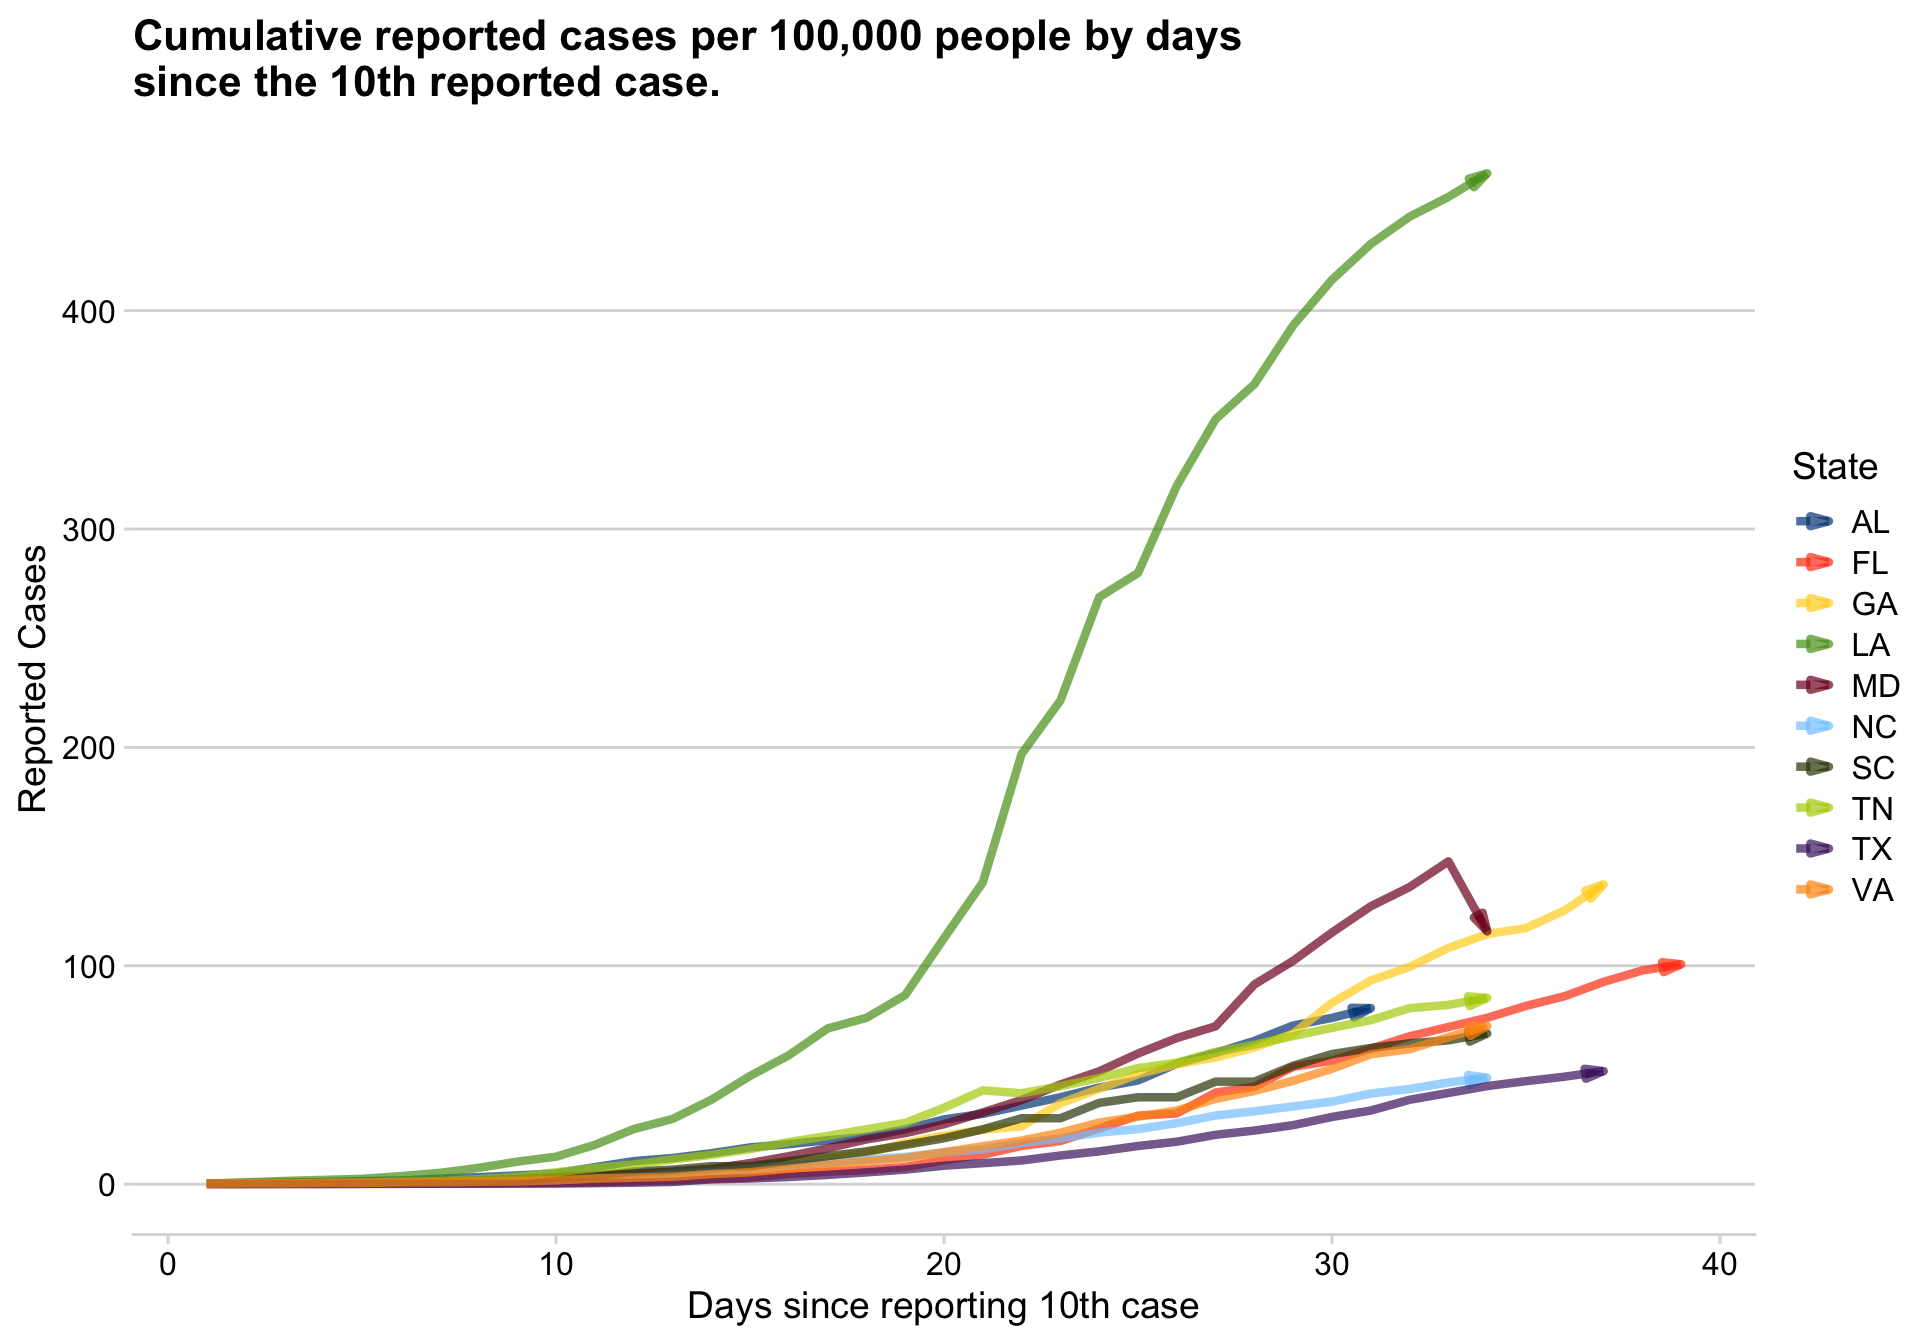 Cumulative reported cases per 100,000 people by days
since the 10th reported case.
Reported Cases
400
300
200
100
0
0 10 20 30 40
Days since reporting 10th case
State
AL
FL
GA
LA
MD
NC
SC
TN
TX
VA